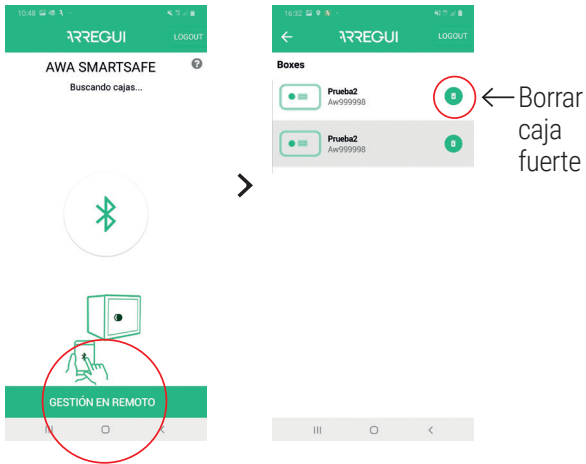 10:48
ARREGUI
LOGOUT
AWA SMARTSAFE
Buscando cajas...
GESTIÓN EN REMOTO
16:32
ARREGUI
LOGOUT
Boxes
Prueba2
Aw999998
Prueba2
Aw999998
Borrar
caja
fuerte